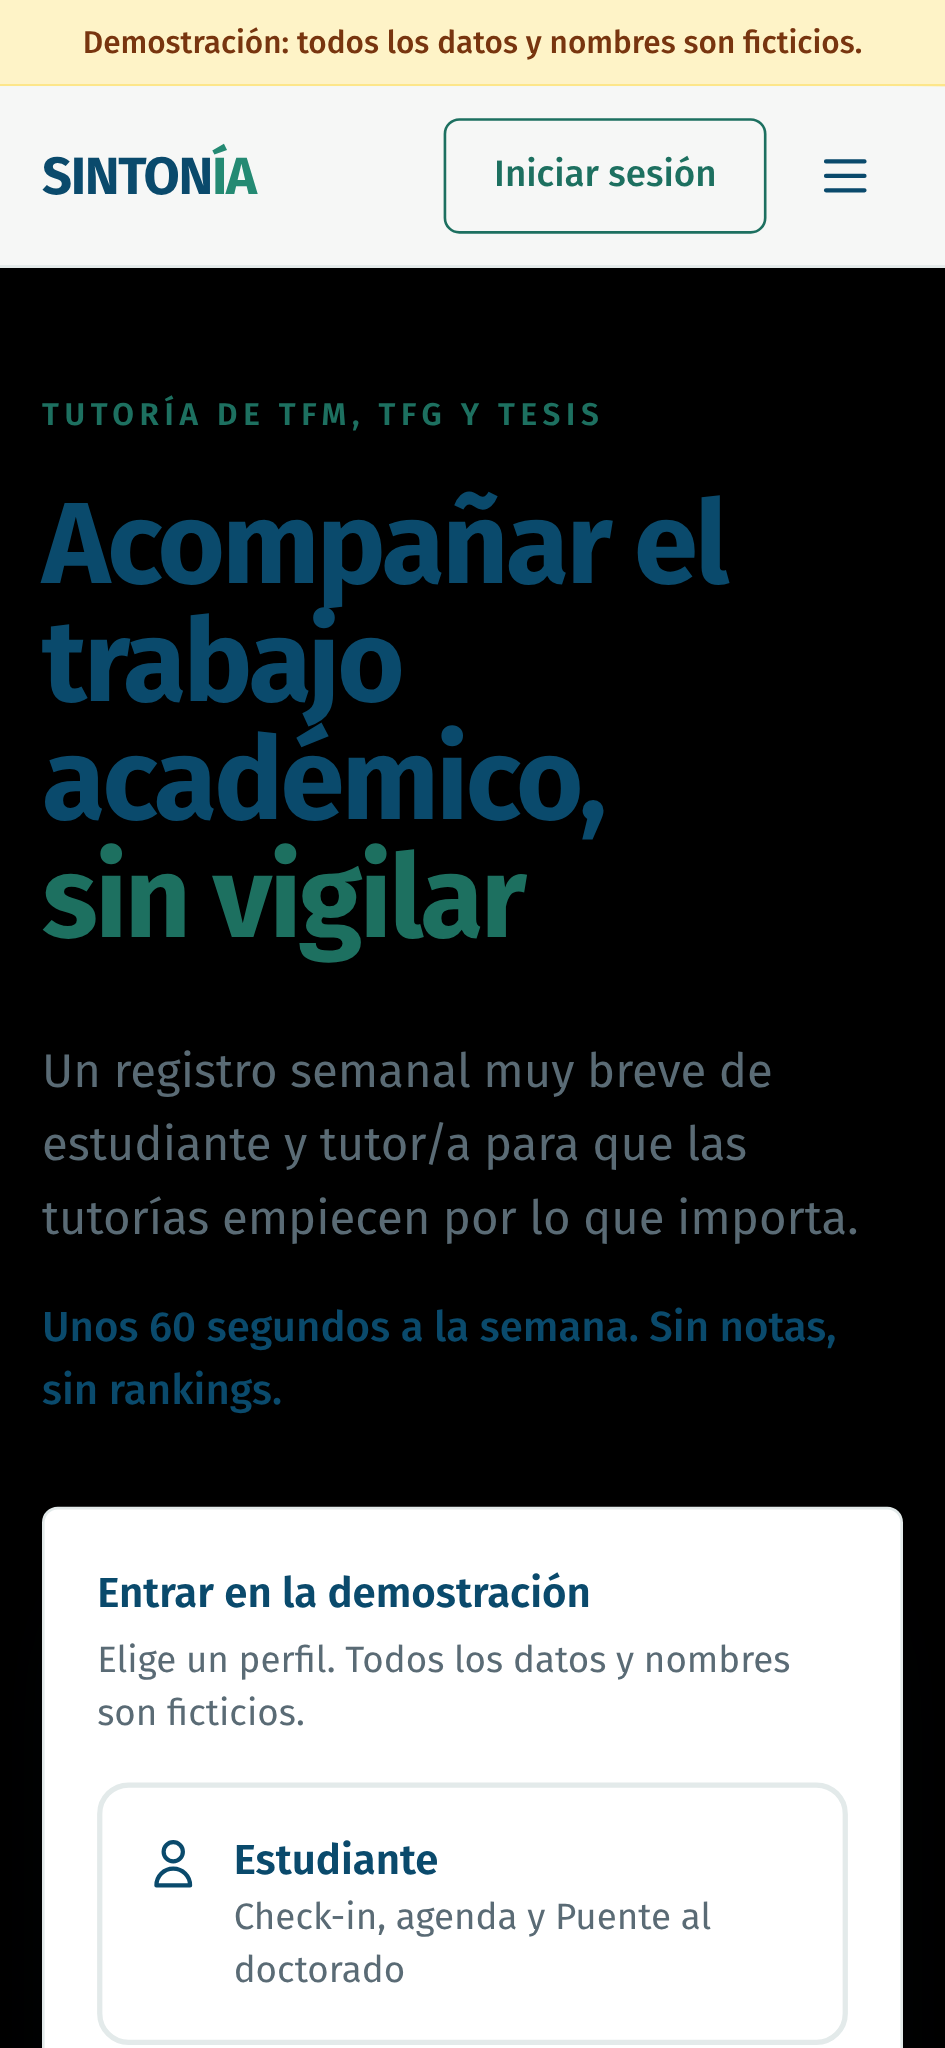 Demostración: todos los datos y nombres son ficticios.
SINTONÍA
Iniciar sesión
TUTORÍA DE TFM, TFG Y TESIS
Acompañar el
trabajo
académico,
sin vigilar
Un registro semanal muy breve de
estudiante y tutor/a para que las
tutorías empiecen por lo que importa.
Unos 60 segundos a la semana. Sin notas,
sin rankings.
Entrar en la demostración
Elige un perfil. Todos los datos y nombres
son ficticios.
Estudiante
Check-in, agenda y Puente al
doctorado